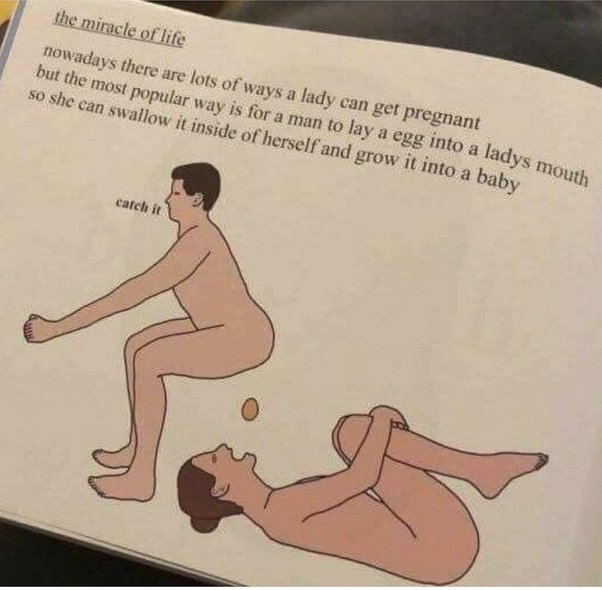 the miracle of life
nowadays there are lots of ways a lady can get pregnant
but the most popular way is for a man to lay a egg into a ladys mouth
so she can swallow it inside of herself and grow it into a baby
catch it